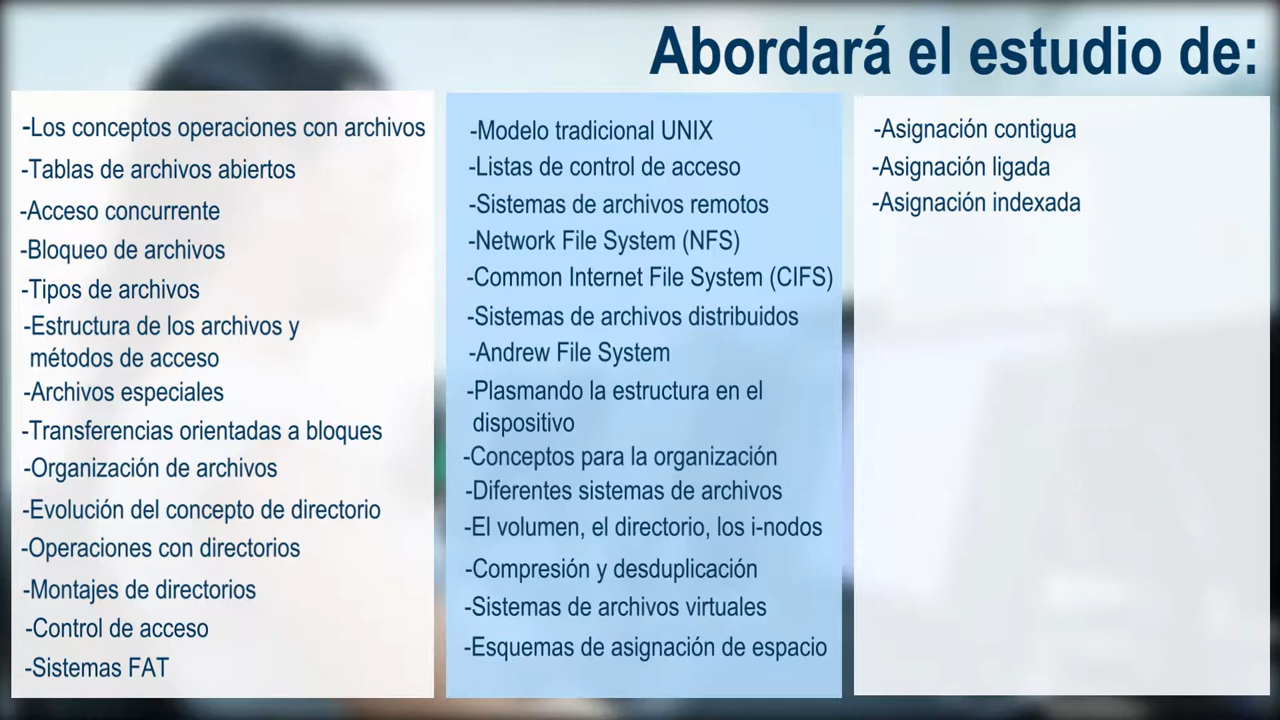 Abordará el estudio de:
-Los conceptos operaciones con archivos
-Tablas de archivos abiertos
-Acceso concurrente
-Bloqueo de archivos
-Tipos de archivos
-Estructura de los archivos y
métodos de acceso
-Archivos especiales
-Transferencias orientadas a bloques
-Organización de archivos
-Evolución del concepto de directorio
-Operaciones con directorios
-Montajes de directorios
-Control de acceso
-Sistemas FAT
-Modelo tradicional UNIX
-Listas de control de acceso
-Sistemas de archivos remotos
-Network File System (NFS)
-Common Internet File System (CIFS)
-Sistemas de archivos distribuidos
-Andrew File System
-Plasmando la estructura en el
dispositivo
-Conceptos para la organización
-Diferentes sistemas de archivos
-El volumen, el directorio, los i-nodos
-Compresión y desduplicación
-Sistemas de archivos virtuales
-Esquemas de asignación de espacio
-Asignación contigua
-Asignación ligada
-Asignación indexada